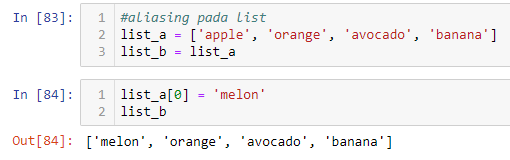 In [83]: 1 #aliasing pada list
2 list_a = ['apple', 'orange', 'avocado', 'banana']
3 list_b = list_a
In [84]: 1 list_a[0] = 'melon'
2 list_b
Out[84]: ['melon', 'orange', 'avocado', 'banana']